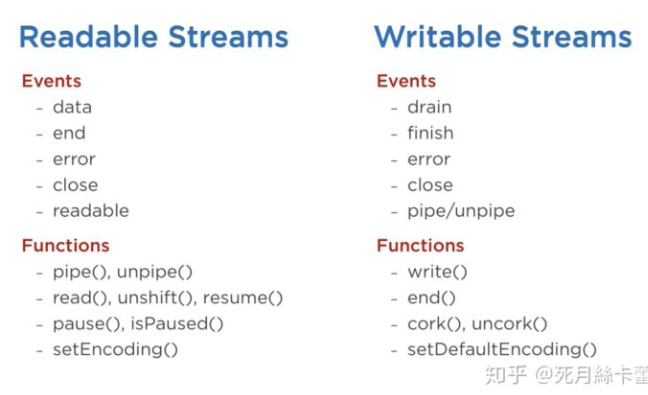 Readable Streams
Events
- data
- end
- error
- close
- readable
Functions
- pipe(), unpipe()
- read(), unshift(), resume()
- pause(), isPaused()
- setEncoding()
Writable Streams
Events
- drain
- finish
- error
- close
- pipe/unpipe
Functions
- write()
- end()
- cork(), uncork()
- setDefaultEncoding()
知乎 @死月絲卡蕾